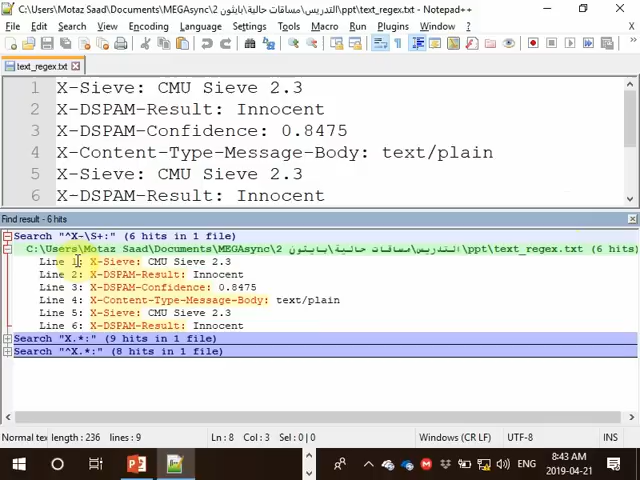 C:\Users\Motaz Saad\Documents\MEGAsync\2 التدريس\مساقات حالية\بايثون\ppt\text_regex.txt - Notepad++
File Edit Search View Encoding Language Settings Tools Macro Run Plugins Window ? X
text_regex.txt
1 X-Sieve: CMU Sieve 2.3
2 X-DSPAM-Result: Innocent
3 X-DSPAM-Confidence: 0.8475
4 X-Content-Type-Message-Body: text/plain
5 X-Sieve: CMU Sieve 2.3
6 X-DSPAM-Result: Innocent
Find result - 6 hits
Search "^X-\S+:" (6 hits in 1 file)
C:\Users\Motaz Saad\Documents\MEGAsync\2 التدريس\مساقات حالية\بايثون\ppt\text_regex.txt (6 hits)
Line 1: X-Sieve: CMU Sieve 2.3
Line 2: X-DSPAM-Result: Innocent
Line 3: X-DSPAM-Confidence: 0.8475
Line 4: X-Content-Type-Message-Body: text/plain
Line 5: X-Sieve: CMU Sieve 2.3
Line 6: X-DSPAM-Result: Innocent
Search "X.*:" (9 hits in 1 file)
Search "^X.*:" (8 hits in 1 file)
Normal tex length : 236 lines : 9 Ln : 8 Col : 3 Sel : 0 | 0 Windows (CR LF) UTF-8 INS
ENG
8:43 AM
2019-04-21